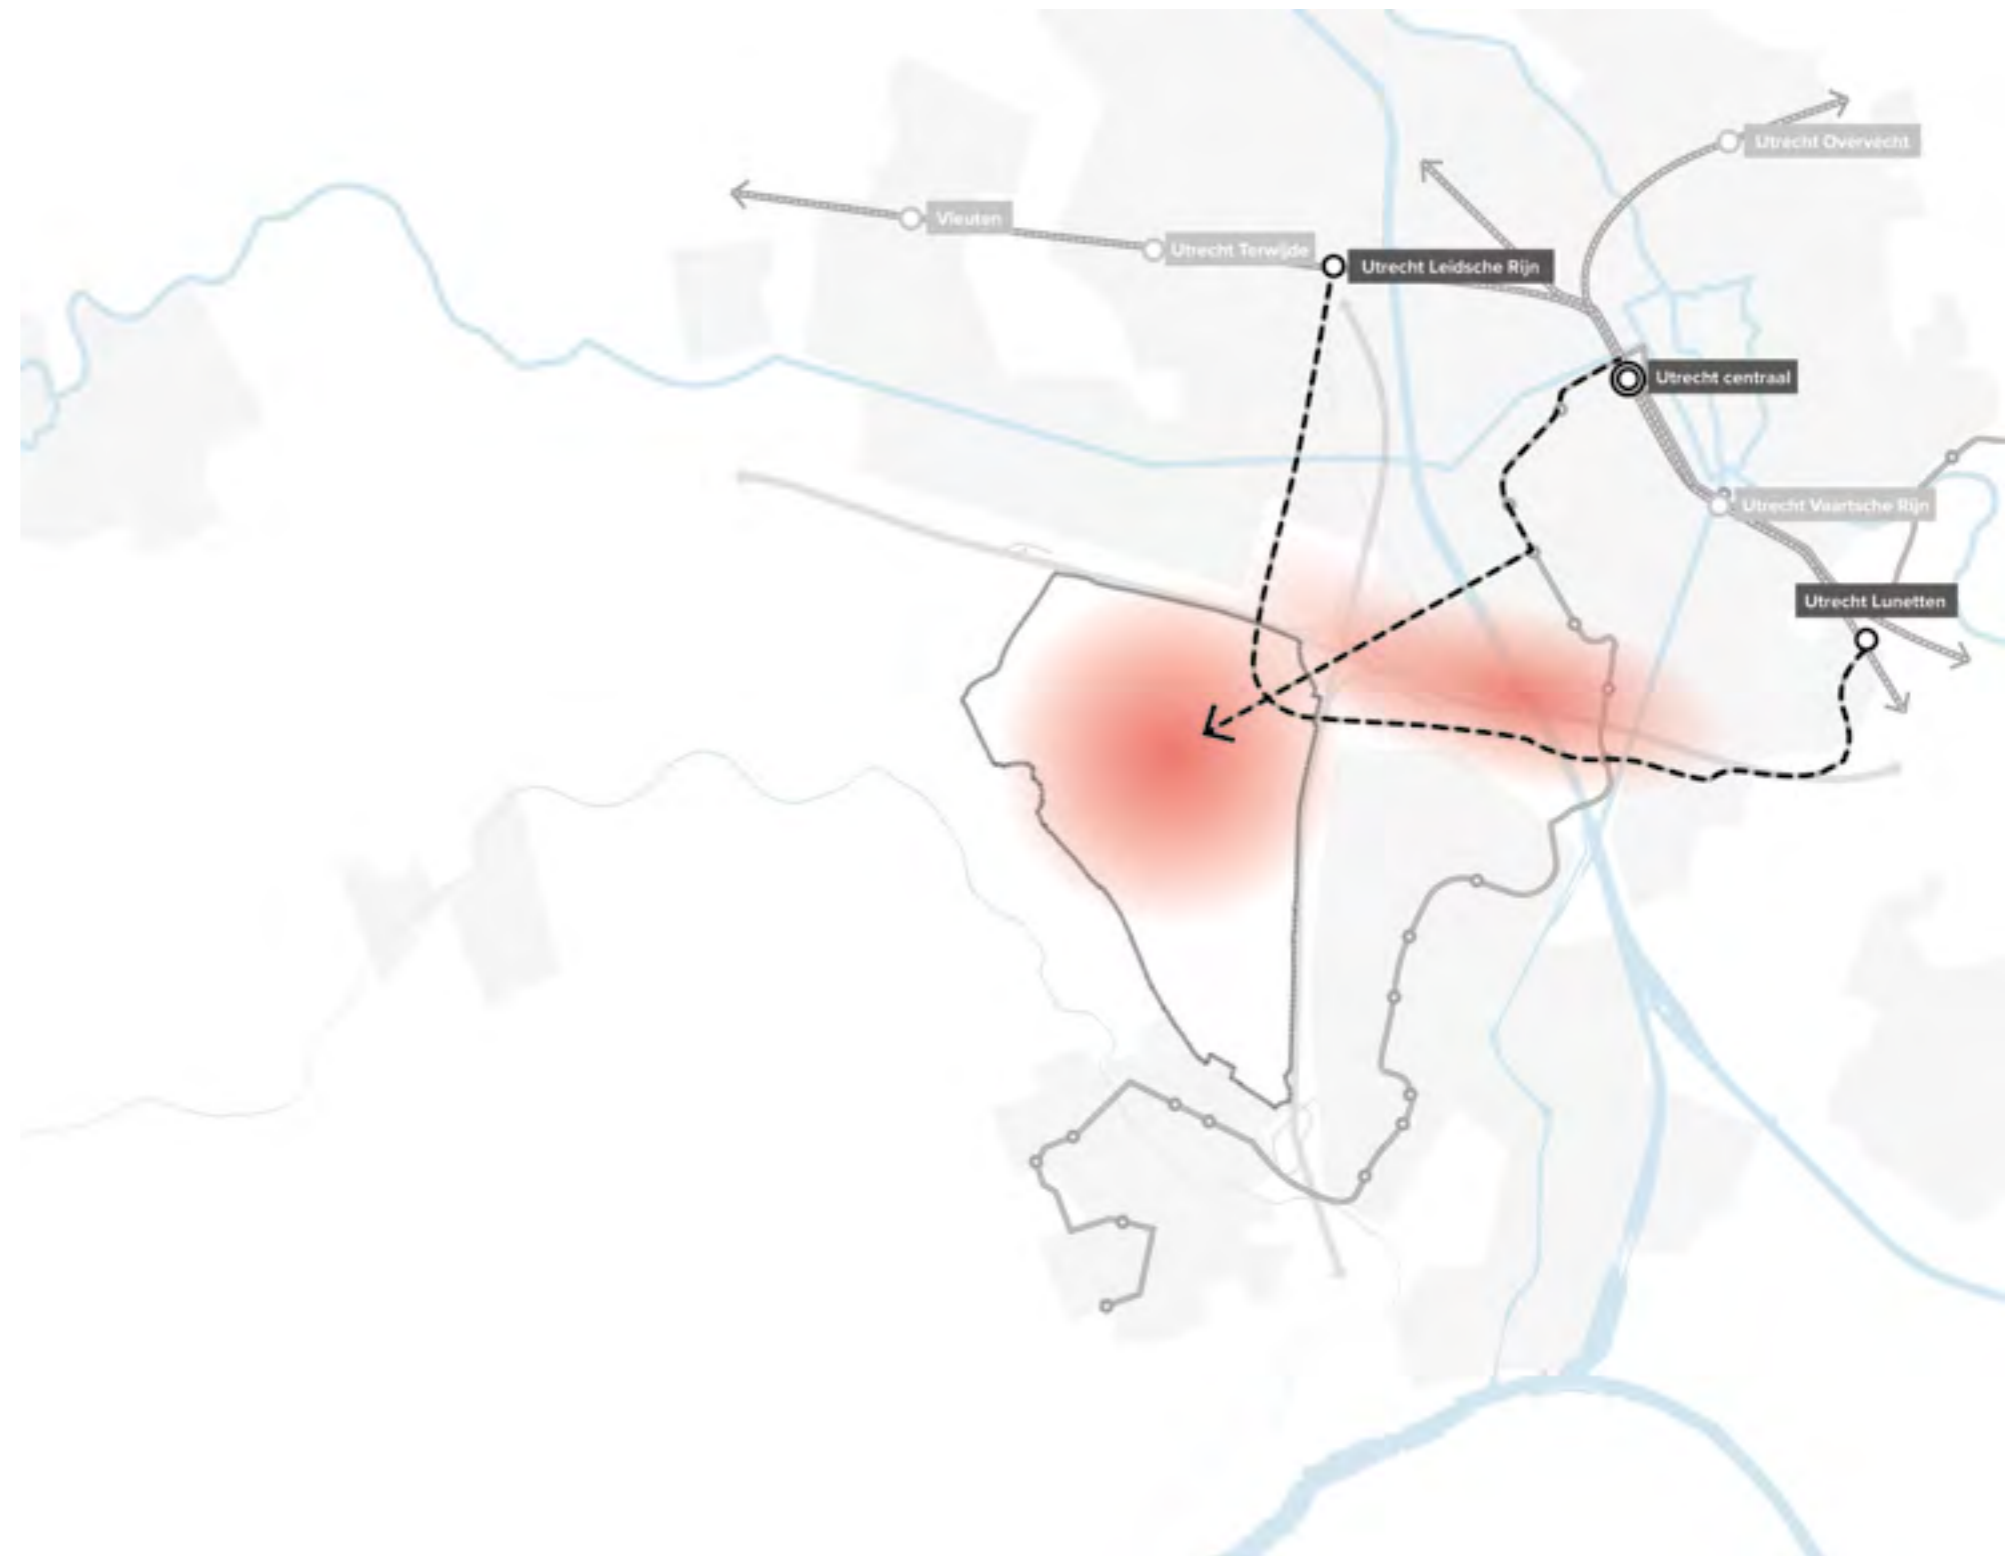 Utrecht Overvecht
Vleuten
Utrecht Terwijde
Utrecht Leidsche Rijn
Utrecht centraal
Utrecht Vaartsche Rijn
Utrecht Lunetten